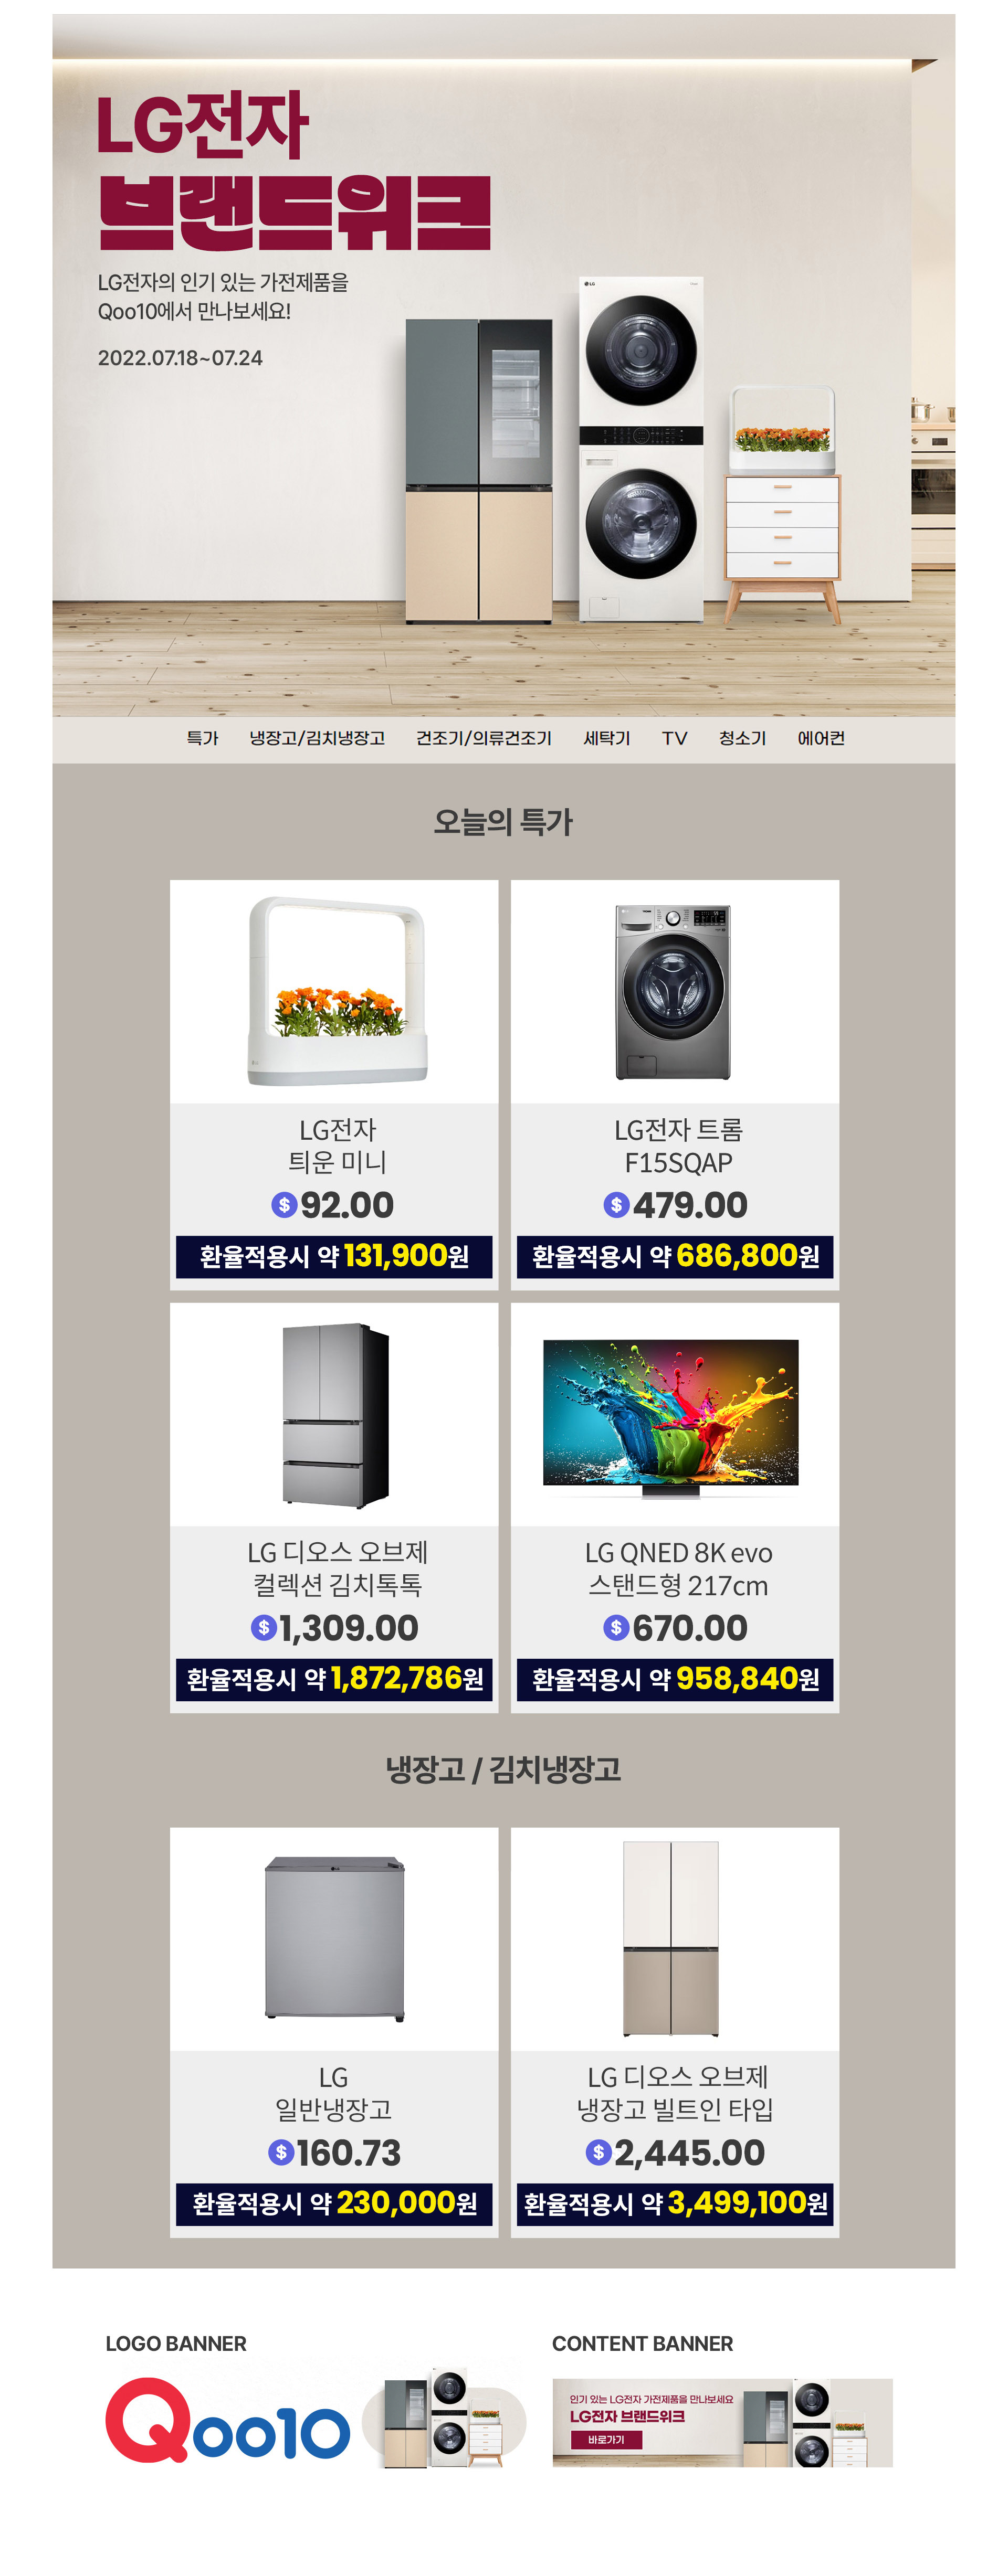 LG전자
브랜드위크
LG전자의 인기 있는 가전제품을
Qoo10에서 만나보세요!
2022.07.18~07.24
LG
특가 냉장고/김치냉장고 건조기/의류건조기 세탁기 TV 청소기 에어컨
오늘의 특가
LG전자
틔운 미니
$ 92.00
환율적용시 약 131,900원
LG전자 트롬
F15SQAP
$ 479.00
환율적용시 약 686,800원
LG 디오스 오브제
컬렉션 김치톡톡
$ 1,309.00
환율적용시 약 1,872,786원
LG QNED 8K evo
스탠드형 217cm
$ 670.00
환율적용시 약 958,840원
냉장고 / 김치냉장고
LG
일반냉장고
$ 160.73
환율적용시 약 230,000원
LG 디오스 오브제
냉장고 빌트인 타입
$ 2,445.00
환율적용시 약 3,499,100원
LOGO BANNER
Qoo10
CONTENT BANNER
인기 있는 LG전자 가전제품을 만나보세요
LG전자 브랜드위크
바로가기